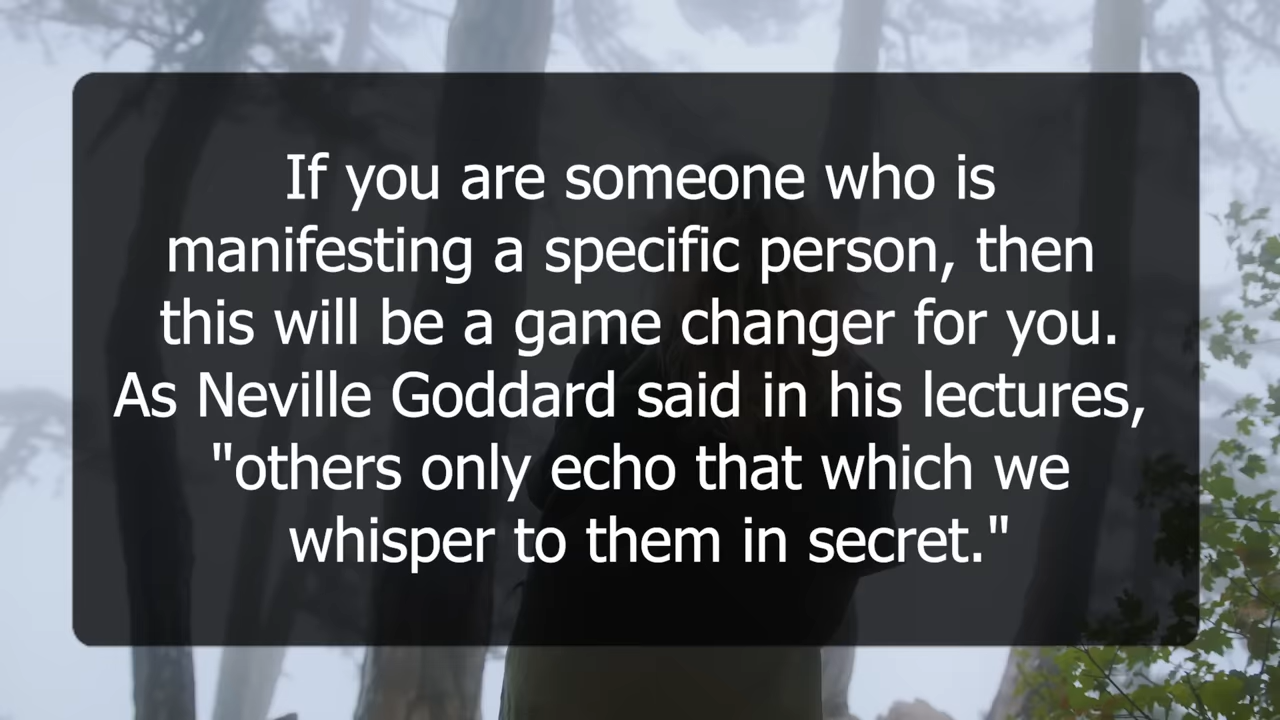 If you are someone who is
manifesting a specific person, then
this will be a game changer for you.
As Neville Goddard said in his lectures,
"others only echo that which we
whisper to them in secret."